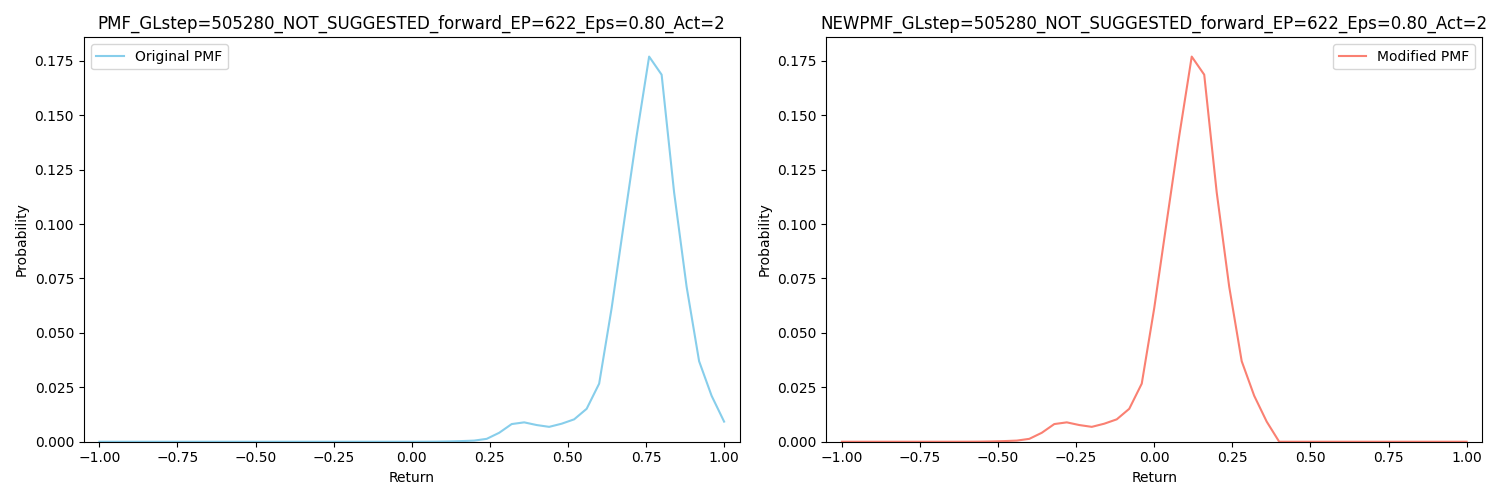 PMF_GLstep=505280_NOT_SUGGESTED_forward_EP=622_Eps=0.80_Act=2
Original PMF
0.175
0.150
0.125
0.100
0.075
0.050
0.025
0.000
Probability
−1.00 −0.75 −0.50 −0.25 0.00 0.25 0.50 0.75 1.00
Return
NEWPMF_GLstep=505280_NOT_SUGGESTED_forward_EP=622_Eps=0.80_Act=2
Modified PMF
0.175
0.150
0.125
0.100
0.075
0.050
0.025
0.000
Probability
−1.00 −0.75 −0.50 −0.25 0.00 0.25 0.50 0.75 1.00
Return